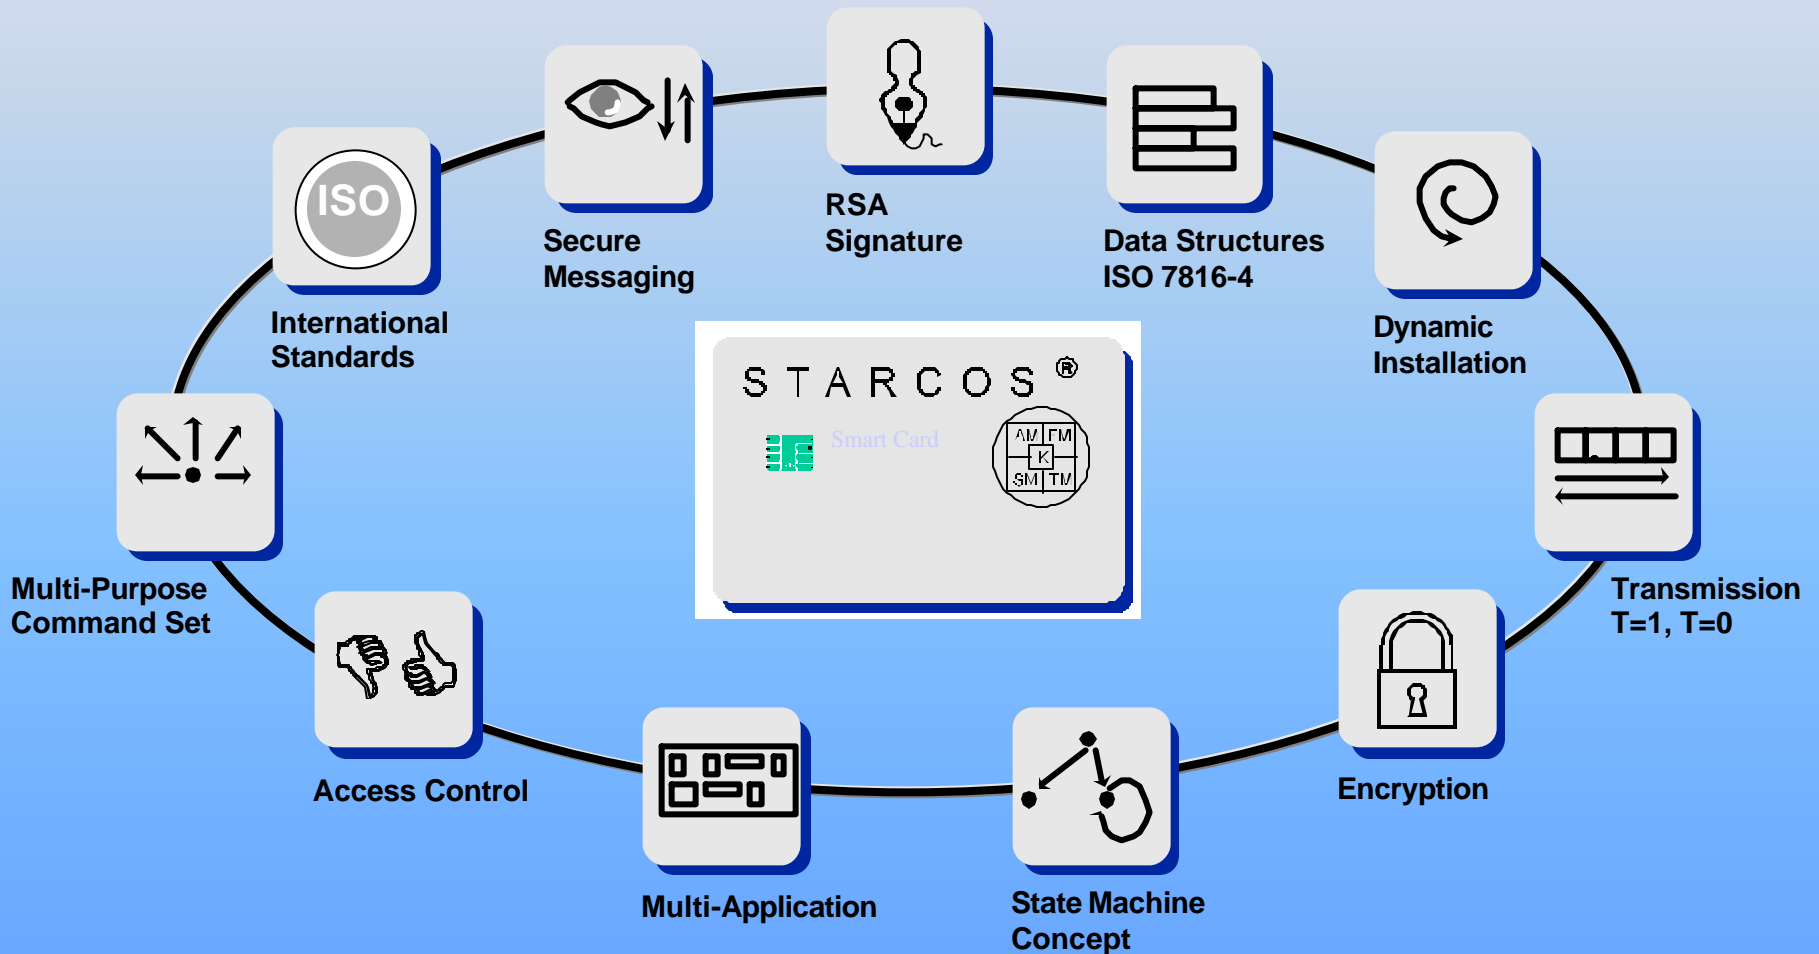 ISO
International
Standards
Secure
Messaging
RSA
Signature
Data Structures
ISO 7816-4
Dynamic
Installation
STARCOS®
Smart Card
AM FM
K
SM TM
Multi-Purpose
Command Set
Transmission
T=1, T=0
Access Control
Encryption
Multi-Application
State Machine
Concept